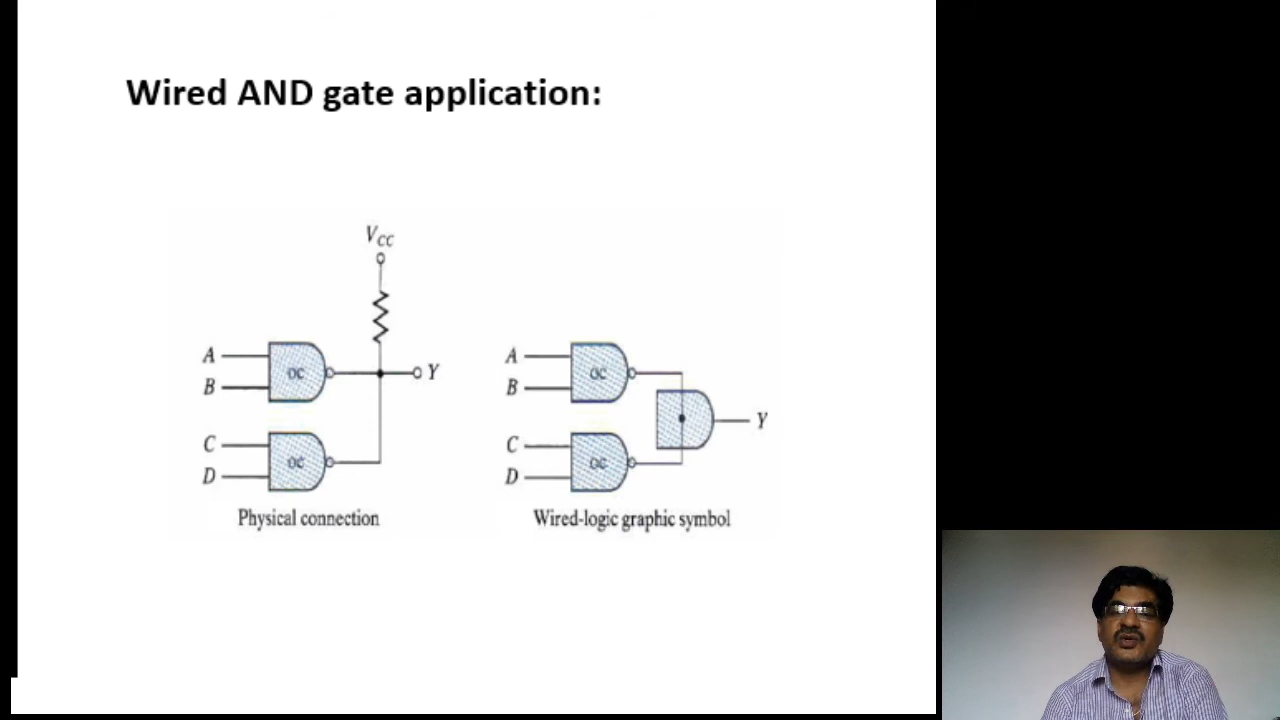 Wired AND gate application:
VCC
A
B
OC
Y
C
D
OC
Physical connection
A
B
OC
C
D
OC
Y
Wired-logic graphic symbol